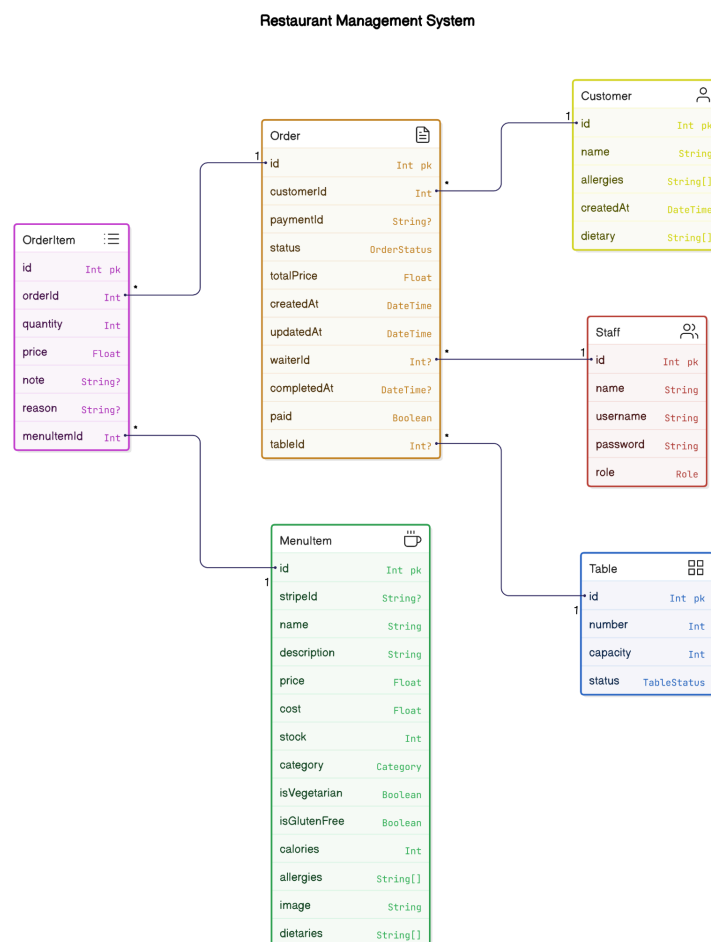 Restaurant Management System
Customer
1
id Int pk
name String
allergies String[]
createdAt DateTime
dietary String[]
Order
1
id Int pk
customerId Int *
paymentId String?
status OrderStatus
totalPrice Float
createdAt DateTime
updatedAt DateTime
waiterId Int? *
completedAt DateTime?
paid Boolean
tableId Int? *
OrderItem
id Int pk
orderId Int *
quantity Int
price Float
note String?
reason String?
menuItemId Int *
Staff
1
id Int pk
name String
username String
password String
role Role
MenuItem
id Int pk
1
stripeId String?
name String
description String
price Float
cost Float
stock Int
category Category
isVegetarian Boolean
isGlutenFree Boolean
calories Int
allergies String[]
image String
dietaries String[]
Table
id Int pk
1
number Int
capacity Int
status TableStatus